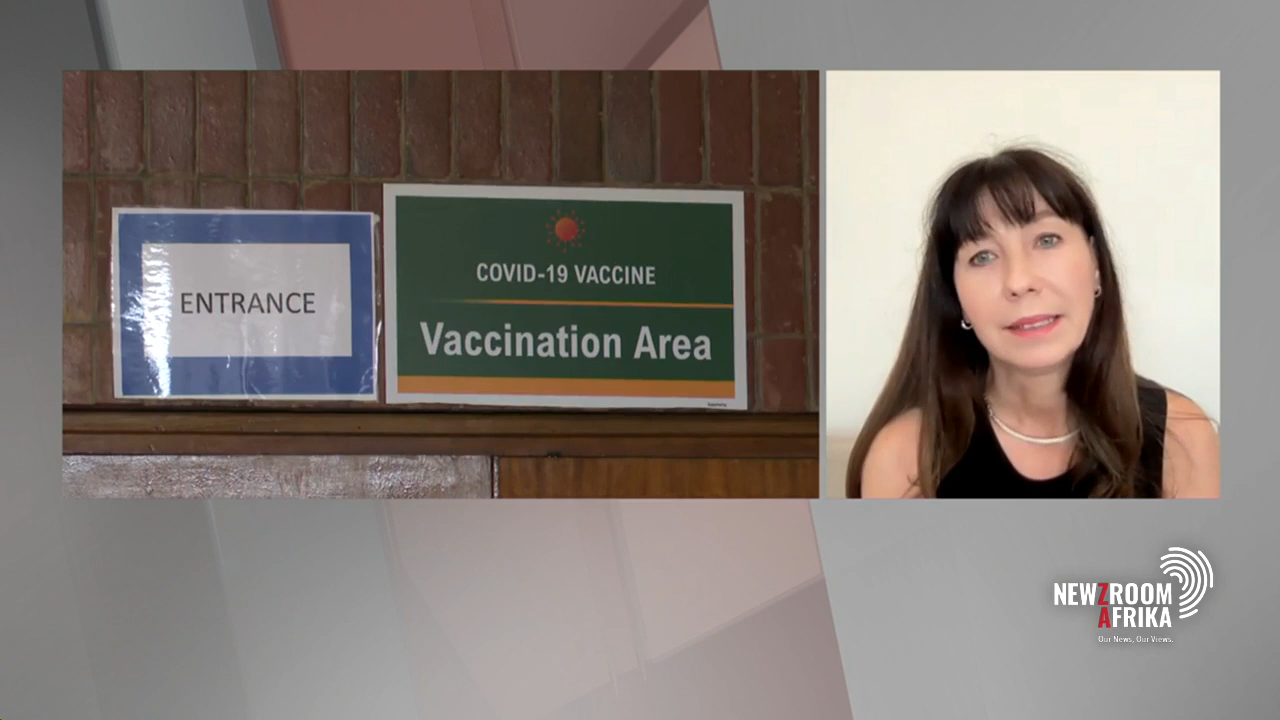 ENTRANCE
COVID-19 VACCINE
Vaccination Area
NEWZROOM
AFRIKA
Our News, Our Views.